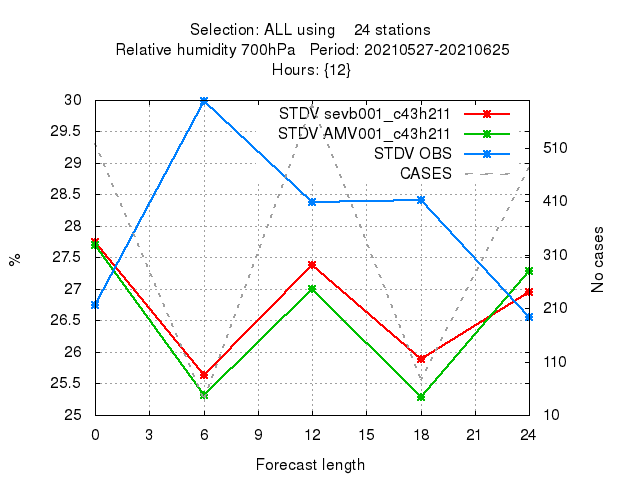 Selection: ALL using    24 stations
Relative humidity 700hPa   Period: 20210527-20210625
Hours: {12}
STDV sevb001_c43h211
STDV AMV001_c43h211
STDV OBS
CASES
30
29.5
29
28.5
28
27.5
27
26.5
26
25.5
25
%
510
410
310
210
110
10
No cases
0 3 6 9 12 15 18 21 24
Forecast length